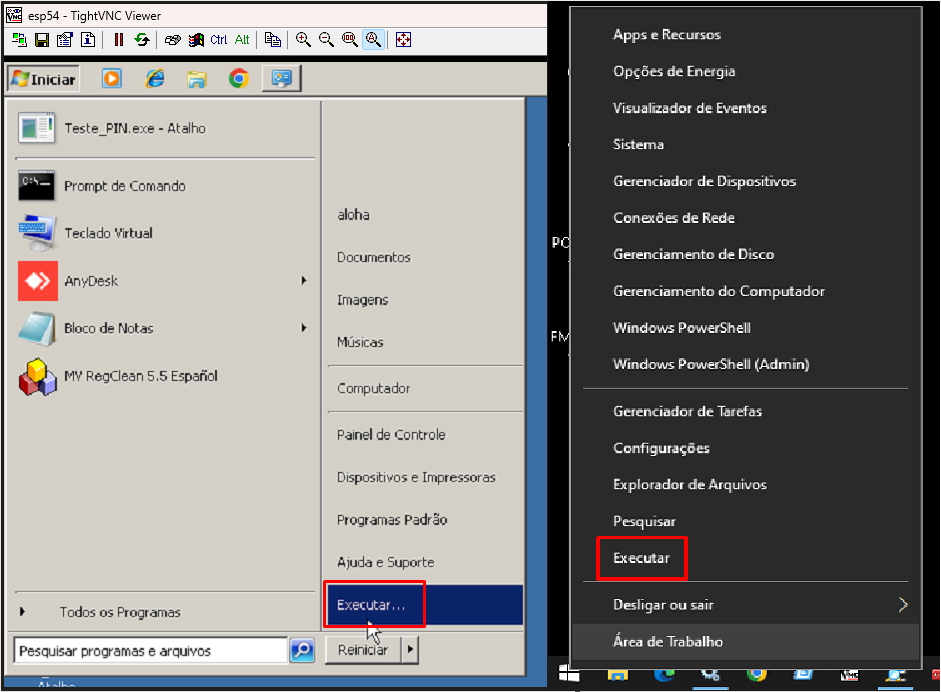 esp54 - TightVNC Viewer
Ctrl Alt
Iniciar
Teste_PIN.exe - Atalho
Prompt de Comando
Teclado Virtual
AnyDesk
Bloco de Notas
MV RegClean 5.5 Español
Todos os Programas
Pesquisar programas e arquivos
aloha
Documentos
Imagens
Músicas
Computador
Painel de Controle
Dispositivos e Impressoras
Programas Padrão
Ajuda e Suporte
Executar...
Reiniciar
Apps e Recursos
Opções de Energia
Visualizador de Eventos
Sistema
Gerenciador de Dispositivos
Conexões de Rede
Gerenciamento de Disco
Gerenciamento do Computador
Windows PowerShell
Windows PowerShell (Admin)
Gerenciador de Tarefas
Configurações
Explorador de Arquivos
Pesquisar
Executar
Desligar ou sair
Área de Trabalho